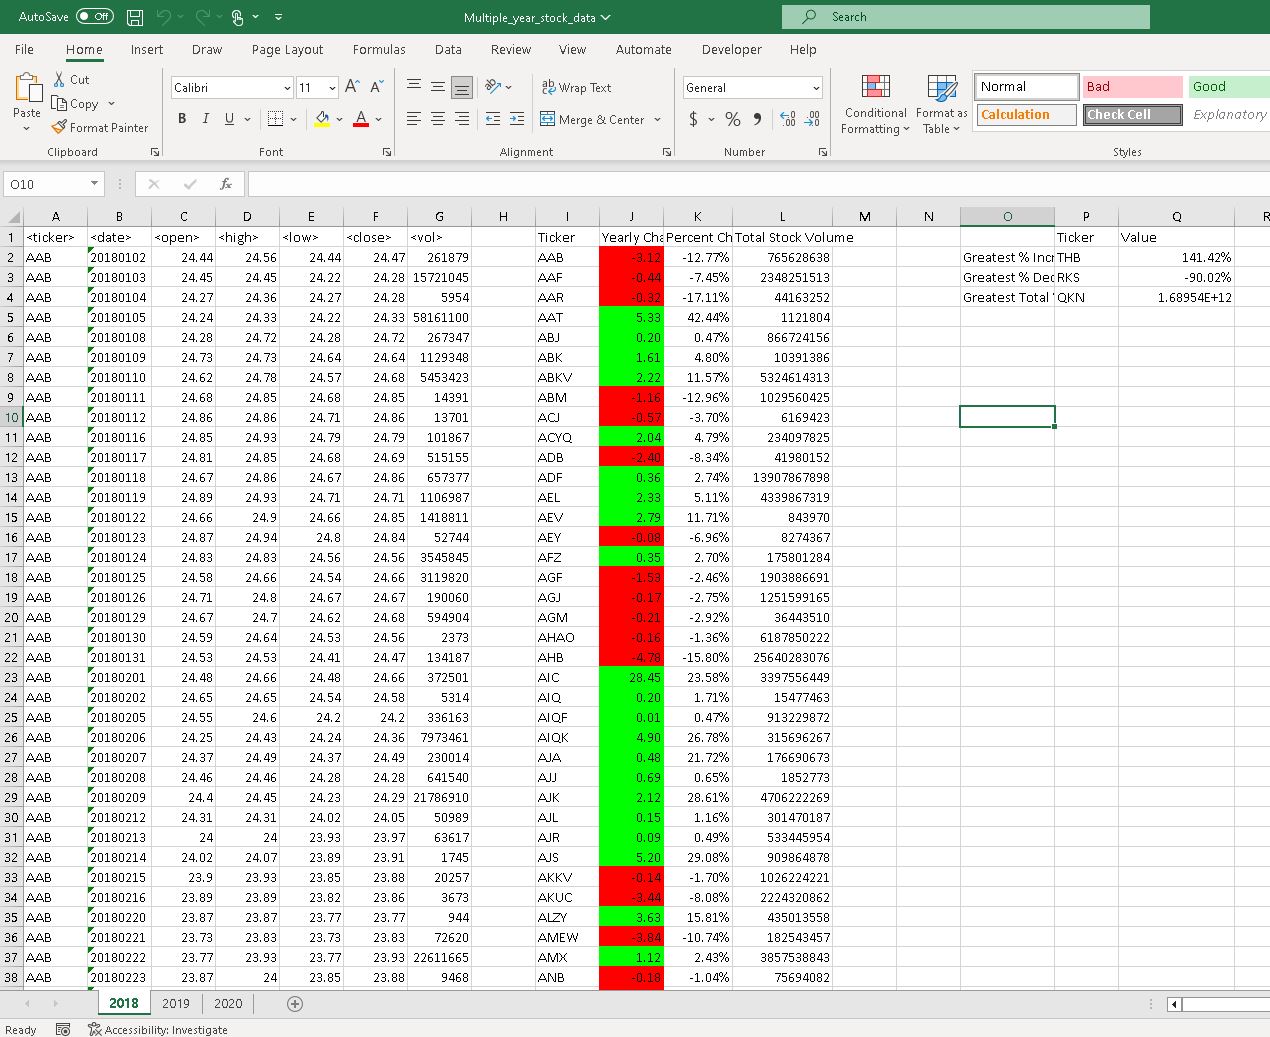 AutoSave Off Multiple_year_stock_data Search
File Home Insert Draw Page Layout Formulas Data Review View Automate Developer Help
Paste Cut Copy Format Painter Clipboard
Calibri 11 A A B I U A Font
ab Wrap Text Merge & Center Alignment
General $ % 9 Number
Conditional Formatting Format as Table
Normal Bad Good
Calculation Check Cell Explanatory
Styles
O10 fx
A B C D E F G H I J K L M N O P Q R
1 <ticker> <date> <open> <high> <low> <close> <vol> Ticker Yearly Cha Percent Ch Total Stock Volume Ticker Value
2 AAB 20180102 24.44 24.56 24.44 24.47 261879 AAB -3.12 -12.77% 765628638 Greatest % Incr THB 141.42%
3 AAB 20180103 24.45 24.45 24.22 24.28 15721045 AAF -0.44 -7.45% 2348251513 Greatest % Dec RKS -90.02%
4 AAB 20180104 24.27 24.36 24.27 24.28 5954 AAR -0.32 -17.11% 44163252 Greatest Total QKN 1.68954E+12
5 AAB 20180105 24.24 24.33 24.22 24.33 58161100 AAT 5.33 42.44% 1121804
6 AAB 20180108 24.28 24.72 24.28 24.72 267347 ABJ 0.20 0.47% 866724156
7 AAB 20180109 24.73 24.73 24.64 24.64 1129348 ABK 1.61 4.80% 10391386
8 AAB 20180110 24.62 24.78 24.57 24.68 5453423 ABKV 2.22 11.57% 5324614313
9 AAB 20180111 24.68 24.85 24.68 24.85 14391 ABM -1.16 -12.96% 1029560425
10 AAB 20180112 24.86 24.86 24.71 24.86 13701 ACJ -0.57 -3.70% 6169423
11 AAB 20180116 24.85 24.93 24.79 24.79 101867 ACYQ 2.04 4.79% 234097825
12 AAB 20180117 24.81 24.85 24.68 24.69 515155 ADB -2.40 -8.34% 41980152
13 AAB 20180118 24.67 24.86 24.67 24.86 657377 ADF 0.36 2.74% 13907867898
14 AAB 20180119 24.89 24.93 24.71 24.71 1106987 AEL 2.33 5.11% 4339867319
15 AAB 20180122 24.66 24.9 24.66 24.85 1418811 AEV 2.79 11.71% 843970
16 AAB 20180123 24.87 24.94 24.8 24.84 52744 AEY -0.08 -6.96% 8274367
17 AAB 20180124 24.83 24.83 24.56 24.56 3545845 AFZ 0.35 2.70% 175801284
18 AAB 20180125 24.58 24.66 24.54 24.66 3119820 AGF -1.53 -2.46% 1903886691
19 AAB 20180126 24.71 24.8 24.67 24.67 190060 AGJ -0.17 -2.75% 1251599165
20 AAB 20180129 24.67 24.7 24.62 24.68 594904 AGM -0.21 -2.92% 36443510
21 AAB 20180130 24.59 24.64 24.53 24.56 2373 AHAO -0.16 -1.36% 6187850222
22 AAB 20180131 24.53 24.53 24.41 24.47 134187 AHB -4.78 -15.80% 25640283076
23 AAB 20180201 24.48 24.66 24.48 24.66 372501 AIC 28.45 23.58% 3397556449
24 AAB 20180202 24.65 24.65 24.54 24.58 5314 AIQ 0.20 1.71% 15477463
25 AAB 20180205 24.55 24.6 24.2 24.2 336163 AIQF 0.01 0.47% 913229872
26 AAB 20180206 24.25 24.43 24.24 24.36 7973461 AIQK 4.90 26.78% 315696267
27 AAB 20180207 24.37 24.49 24.37 24.49 230014 AJA 0.48 21.72% 176690673
28 AAB 20180208 24.46 24.46 24.28 24.28 641540 AJJ 0.69 0.65% 1852773
29 AAB 20180209 24.4 24.45 24.23 24.29 21786910 AJK 2.12 28.61% 4706222269
30 AAB 20180212 24.31 24.31 24.02 24.05 50989 AJL 0.15 1.16% 301470187
31 AAB 20180213 24 24 23.93 23.97 63617 AJR 0.09 0.49% 533445954
32 AAB 20180214 24.02 24.07 23.89 23.91 1745 AJS 5.20 29.08% 909864878
33 AAB 20180215 23.9 23.93 23.85 23.88 20257 AKKV -0.14 -1.70% 1026224221
34 AAB 20180216 23.89 23.89 23.82 23.86 3673 AKUC -3.44 -8.08% 2224320862
35 AAB 20180220 23.87 23.87 23.77 23.77 944 ALZY 3.63 15.81% 435013558
36 AAB 20180221 23.73 23.83 23.73 23.83 72620 AMEW -3.84 -10.74% 182543457
37 AAB 20180222 23.77 23.93 23.77 23.93 22611665 AMX 1.12 2.43% 3857538843
38 AAB 20180223 23.87 24 23.85 23.88 9468 ANB -0.18 -1.04% 75694082
2018 2019 2020
Ready Accessibility: Investigate